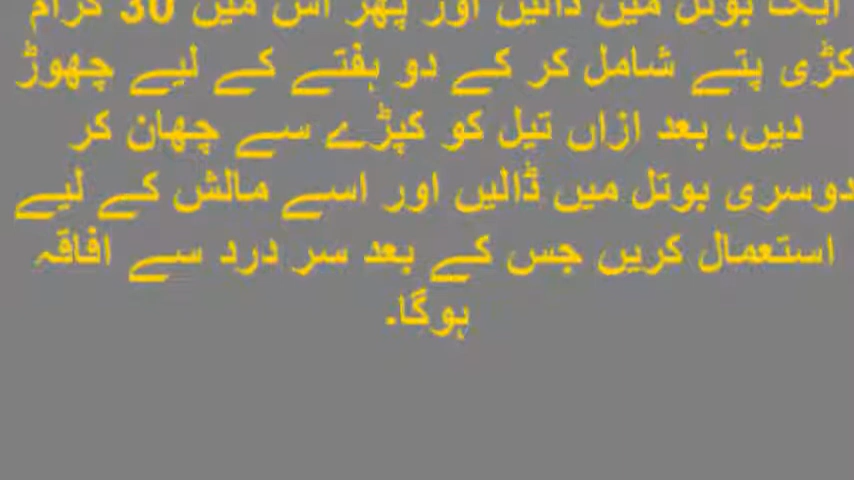 ایک بوتل میں ڈالیں اور پھر اس میں 30 گرام
کڑی پتے شامل کر کے دو ہفتے کے لیے چھوڑ
دیں، بعد ازاں تیل کو کپڑے سے چھان کر
دوسری بوتل میں ڈالیں اور اسے مالش کے لیے
استعمال کریں جس کے بعد سر درد سے افاقہ
ہوگا۔